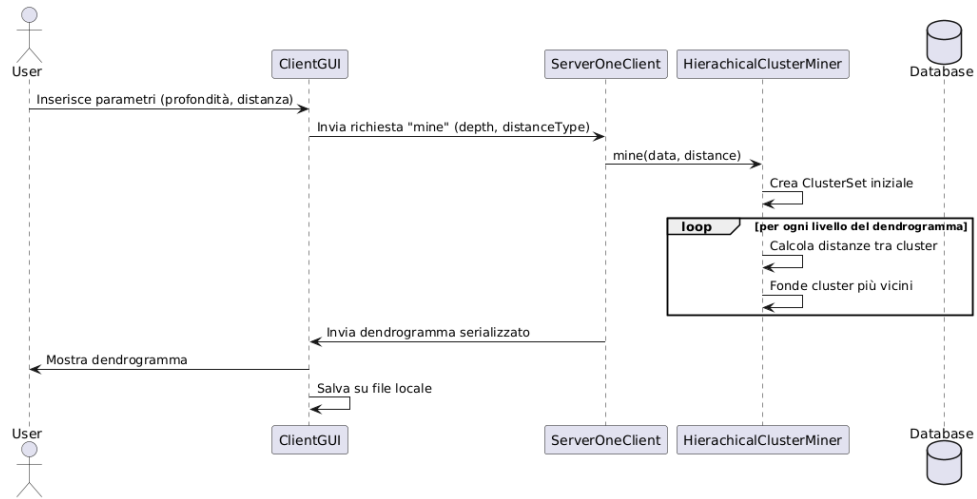 User
ClientGUI
ServerOneClient
HierachicalClusterMiner
Database
Inserisce parametri (profondità, distanza)
Invia richiesta "mine" (depth, distanceType)
mine(data, distance)
Crea ClusterSet iniziale
loop
[per ogni livello del dendrogramma]
Calcola distanze tra cluster
Fonde cluster più vicini
Invia dendrogramma serializzato
Mostra dendrogramma
Salva su file locale
User
ClientGUI
ServerOneClient
HierachicalClusterMiner
Database